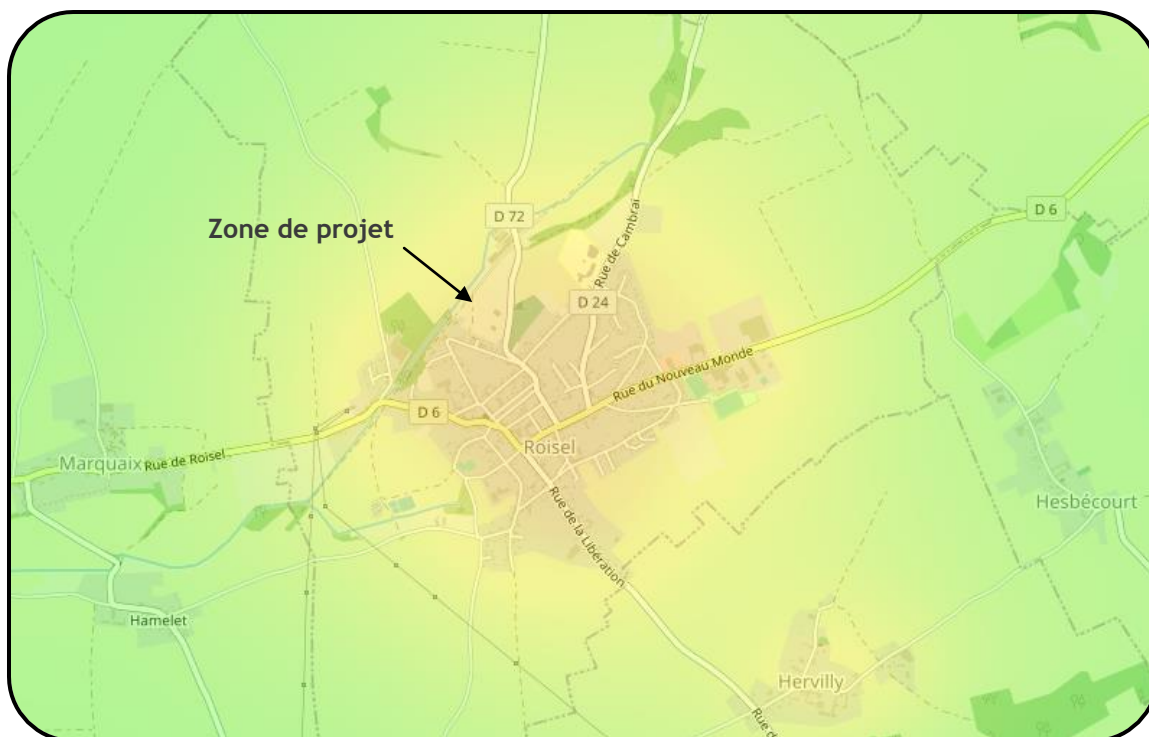 D 72
Zone de projet
Rue de Cambrai
D 6
D 24
Rue du Nouveau Monde
D 6
Roisel
Marquaix
Rue de Roisel
Hesbécourt
Rue de la Libération
Hamelet
Hervilly
Rue d